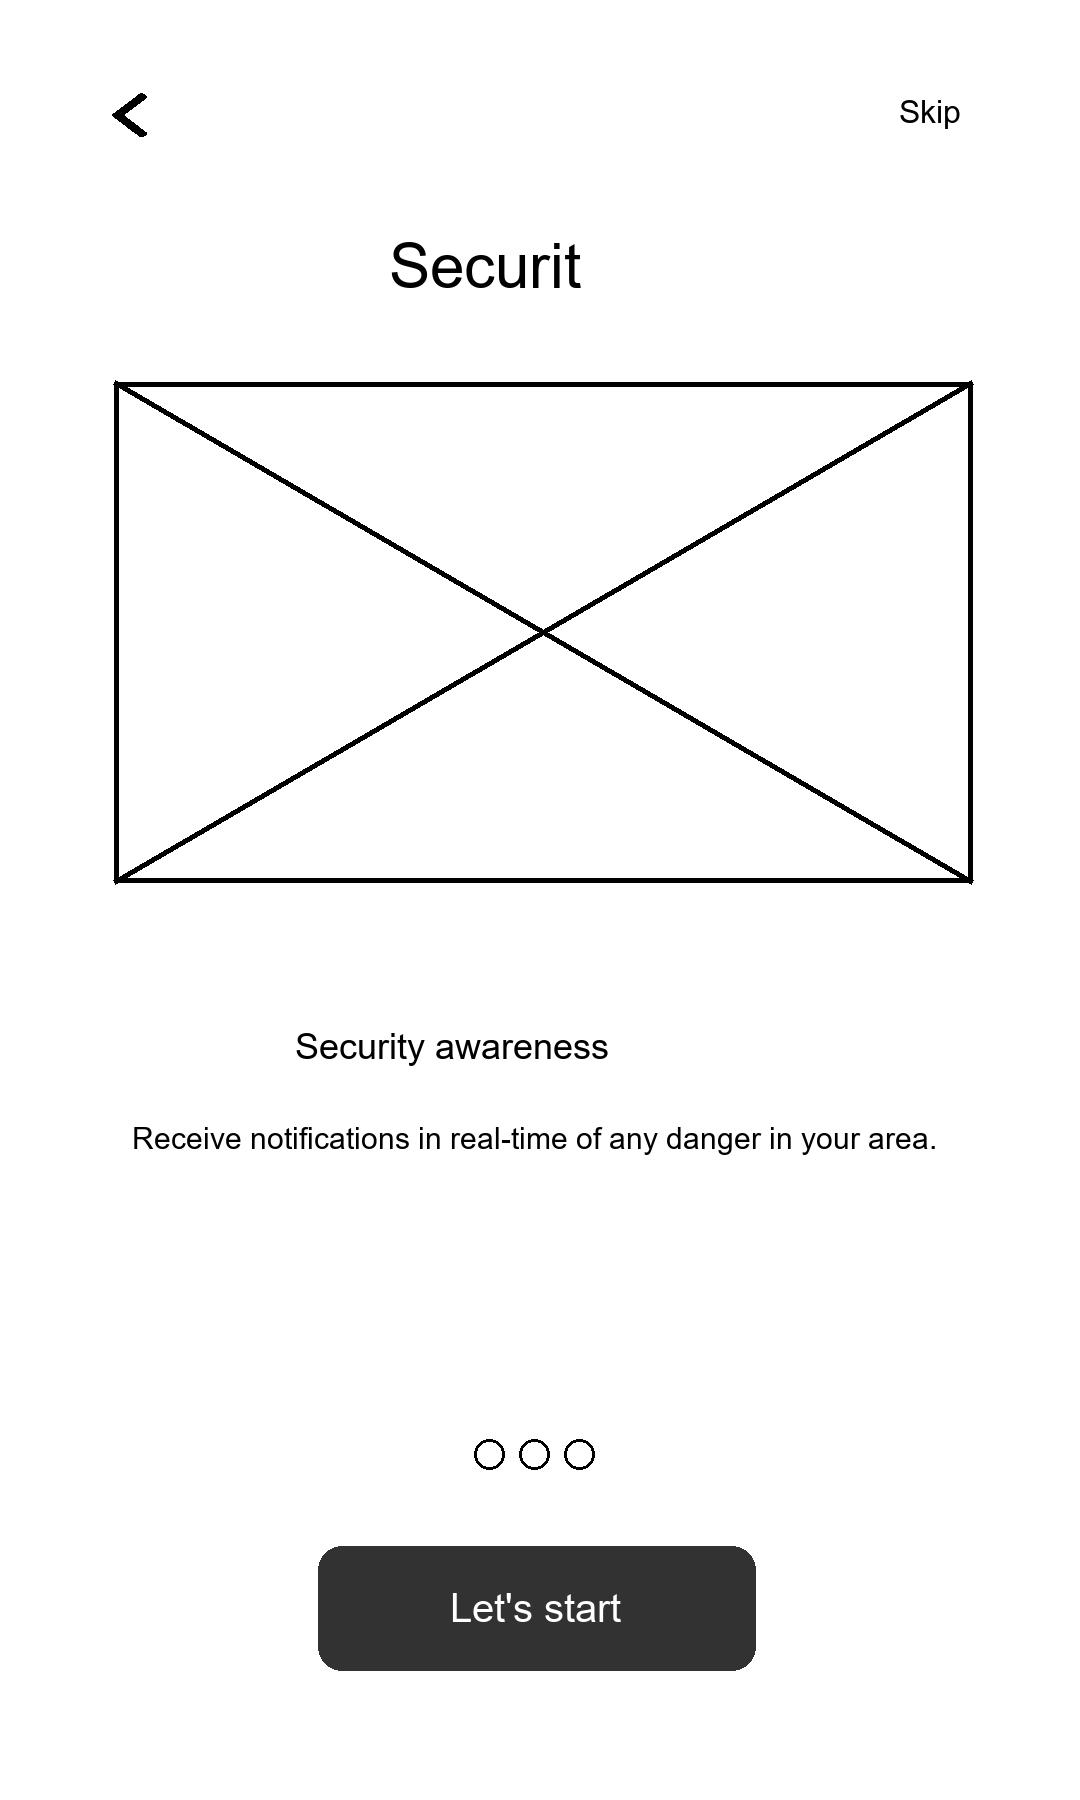 Skip
Securit
Security awareness
Receive notifications in real-time of any danger in your area.
Let's start